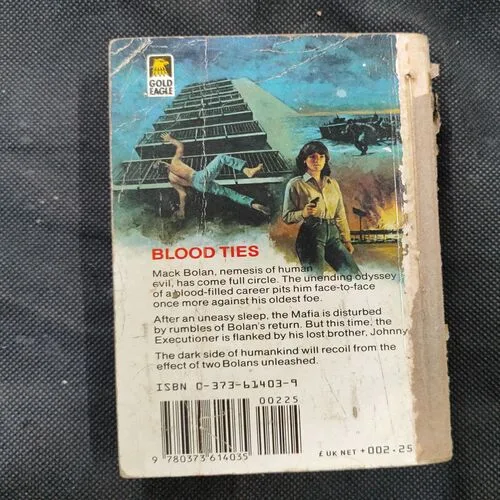 GOLD
EAGLE
BLOOD TIES
Mack Bolan, nemesis of human
evil, has come full circle. The unending odyssey
of a blood-filled career pits him face-to-face
once more against his oldest foe.
After an uneasy sleep, the Mafia is disturbed
by rumbles of Bolan's return. But this time, the
Executioner is flanked by his lost brother, Johnny.
The dark side of humankind will recoil from the
effect of two Bolans unleashed.
ISBN 0-373-61403-9
00225
9 780373 614035
£ UK NET +002.25